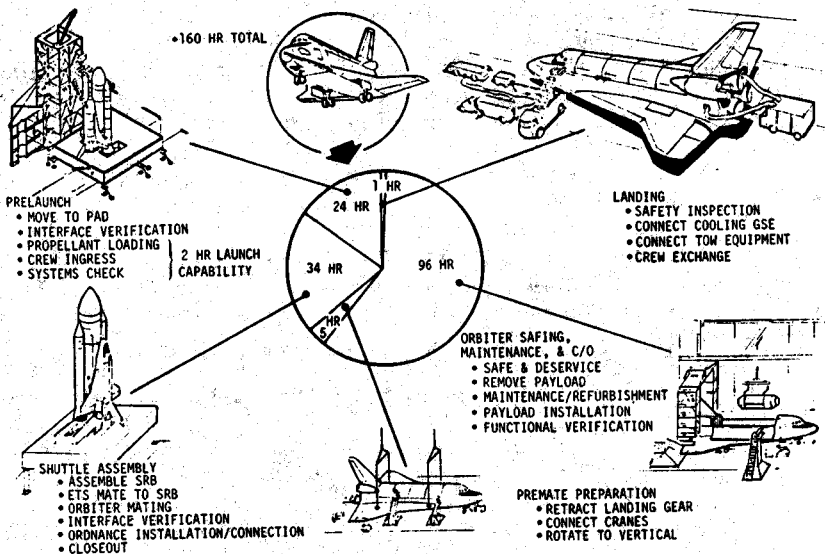 •160 HR TOTAL
PRELAUNCH
• MOVE TO PAD
• INTERFACE VERIFICATION
• PROPELLANT LOADING
• CREW INGRESS
• SYSTEMS CHECK
2 HR LAUNCH
CAPABILITY
1 HR
24 HR
34 HR
96 HR
HR
5
LANDING
• SAFETY INSPECTION
• CONNECT COOLING GSE
• CONNECT TOW EQUIPMENT
• CREW EXCHANGE
ORBITER SAFING,
MAINTENANCE, & C/O
• SAFE & DESERVICE
• REMOVE PAYLOAD
• MAINTENANCE/REFURBISHMENT
• PAYLOAD INSTALLATION
• FUNCTIONAL VERIFICATION
SHUTTLE ASSEMBLY
• ASSEMBLE SRB
• ETS MATE TO SRB
• ORBITER MATING
• INTERFACE VERIFICATION
• ORDNANCE INSTALLATION/CONNECTION
• CLOSEOUT
PREMATE PREPARATION
• RETRACT LANDING GEAR
• CONNECT CRANES
• ROTATE TO VERTICAL